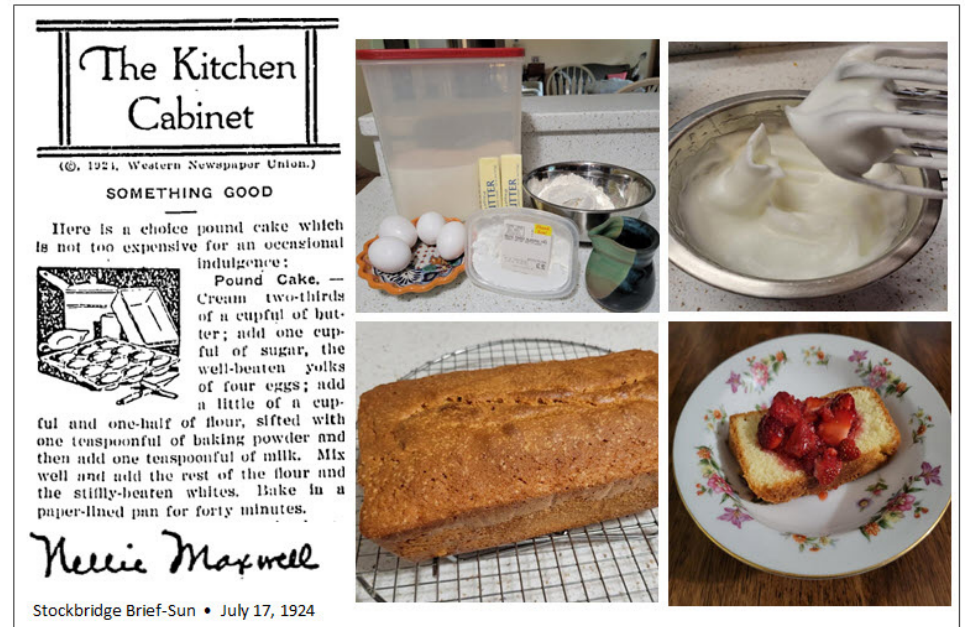 The Kitchen
Cabinet
(©, 1924, Western Newspaper Union.)
SOMETHING GOOD
Here is a choice pound cake which
is not too expensive for an occasional
indulgence:
Pound Cake. —
Cream two-thirds
of a cupful of but-
ter; add one cup-
ful of sugar, the
well-beaten yolks
of four eggs; add
a little of a cup-
ful and one-half of flour, sifted with
one teaspoonful of baking powder and
then add one teaspoonful of milk. Mix
well and add the rest of the flour and
the stiffly-beaten whites. Bake in a
paper-lined pan for forty minutes.
Nellie Maxwell
Stockbridge Brief-Sun • July 17, 1924
UTTER
UTTER